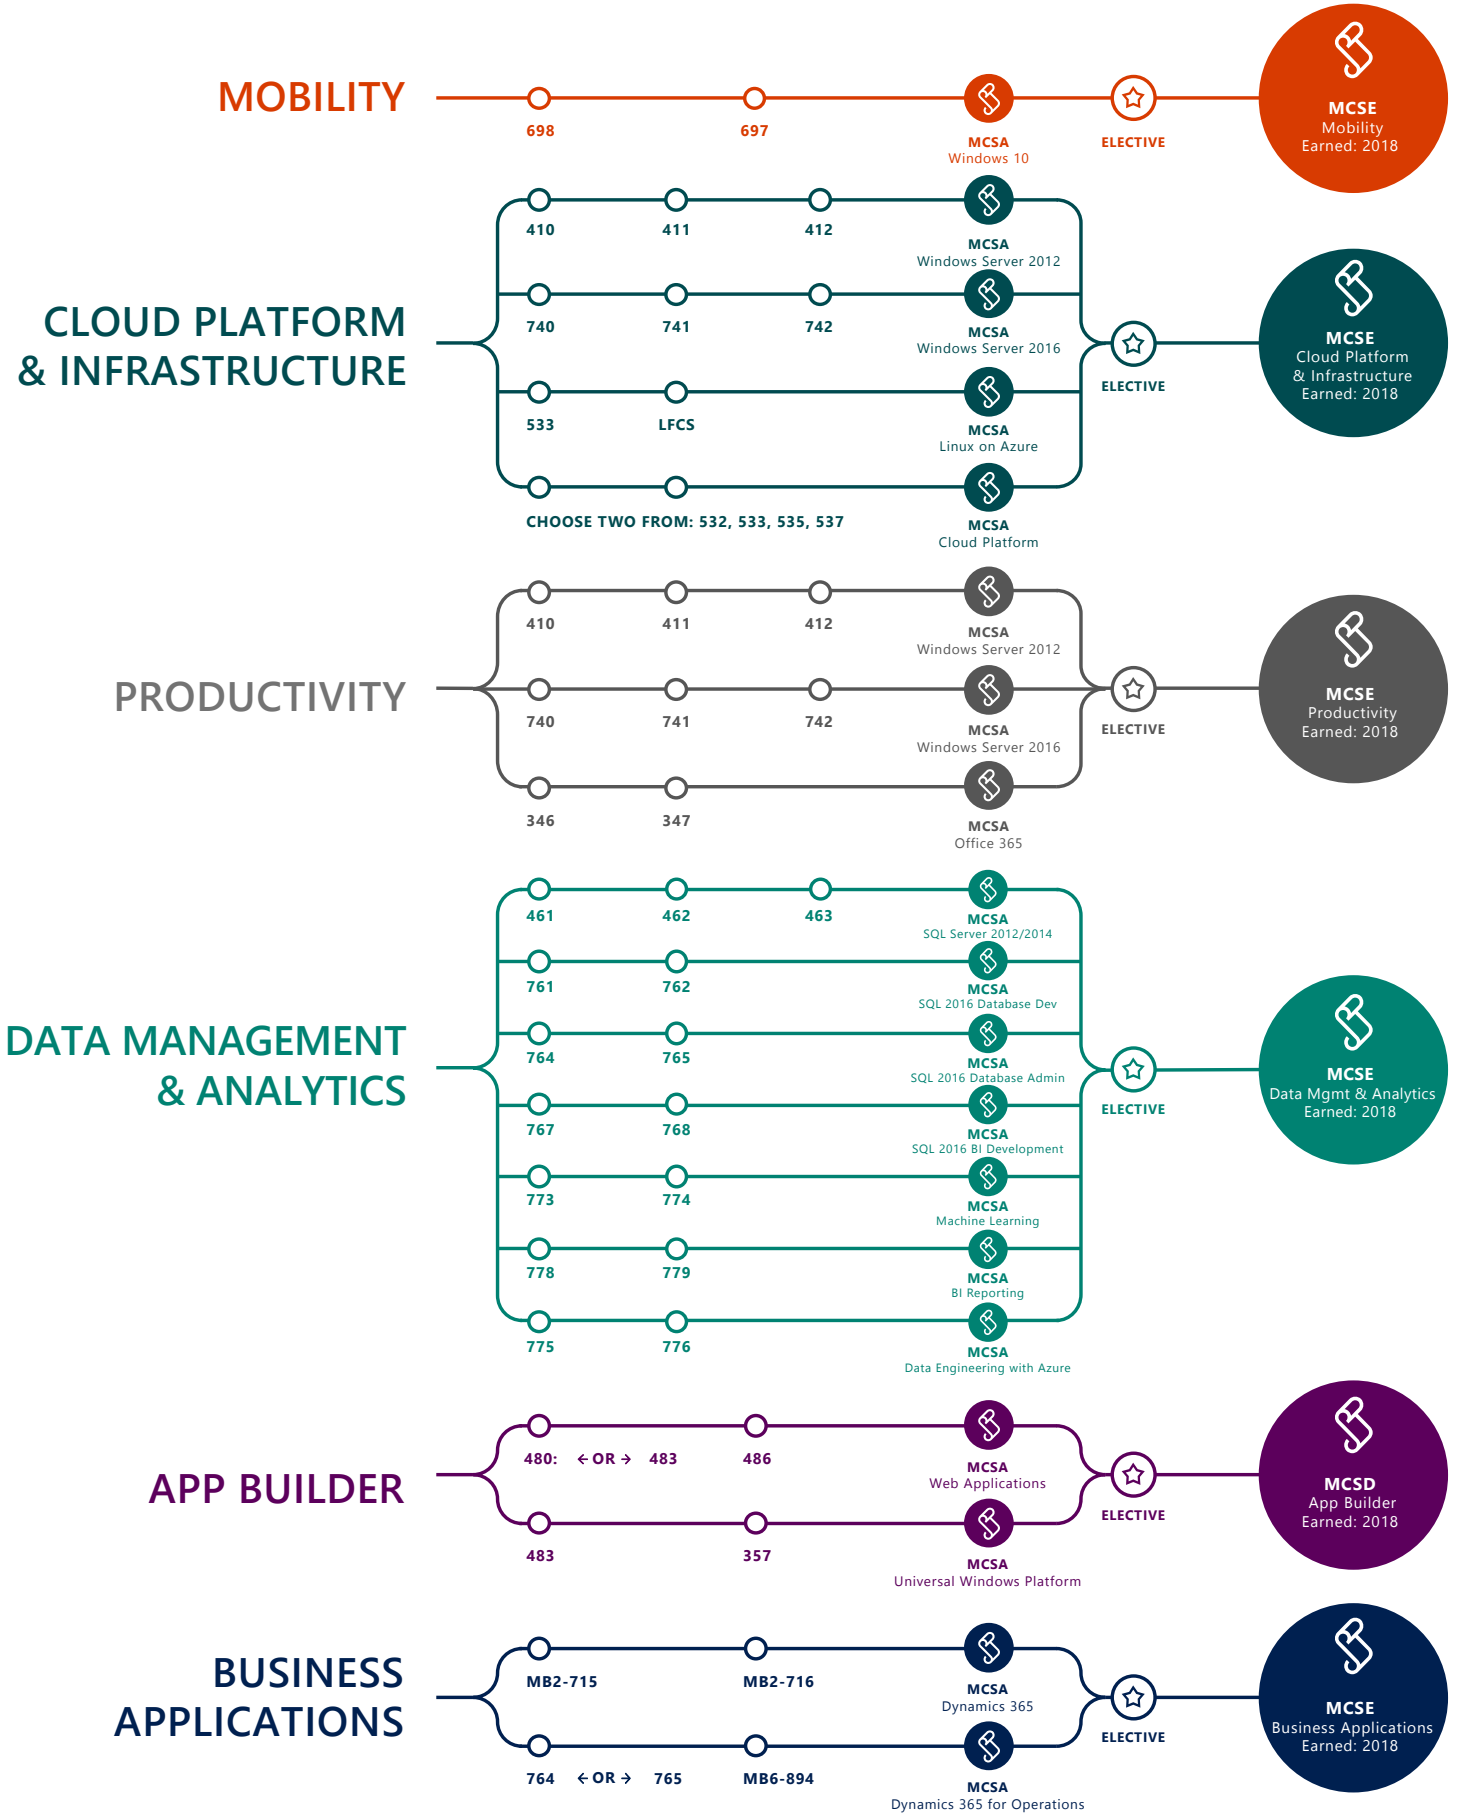 MOBILITY
698
697
MCSA
Windows 10
ELECTIVE
MCSE
Mobility
Earned: 2018
CLOUD PLATFORM
& INFRASTRUCTURE
410
411
412
MCSA
Windows Server 2012
740
741
742
MCSA
Windows Server 2016
533
LFCS
MCSA
Linux on Azure
CHOOSE TWO FROM: 532, 533, 535, 537
MCSA
Cloud Platform
ELECTIVE
MCSE
Cloud Platform
& Infrastructure
Earned: 2018
PRODUCTIVITY
410
411
412
MCSA
Windows Server 2012
740
741
742
MCSA
Windows Server 2016
346
347
MCSA
Office 365
ELECTIVE
MCSE
Productivity
Earned: 2018
DATA MANAGEMENT
& ANALYTICS
461
462
463
MCSA
SQL Server 2012/2014
761
762
MCSA
SQL 2016 Database Dev
764
765
MCSA
SQL 2016 Database Admin
767
768
MCSA
SQL 2016 BI Development
773
774
MCSA
Machine Learning
778
779
MCSA
BI Reporting
775
776
MCSA
Data Engineering with Azure
ELECTIVE
MCSE
Data Mgmt & Analytics
Earned: 2018
APP BUILDER
480: ← OR → 483
486
MCSA
Web Applications
483
357
MCSA
Universal Windows Platform
ELECTIVE
MCSD
App Builder
Earned: 2018
BUSINESS
APPLICATIONS
MB2-715
MB2-716
MCSA
Dynamics 365
764 ← OR → 765
MB6-894
MCSA
Dynamics 365 for Operations
ELECTIVE
MCSE
Business Applications
Earned: 2018